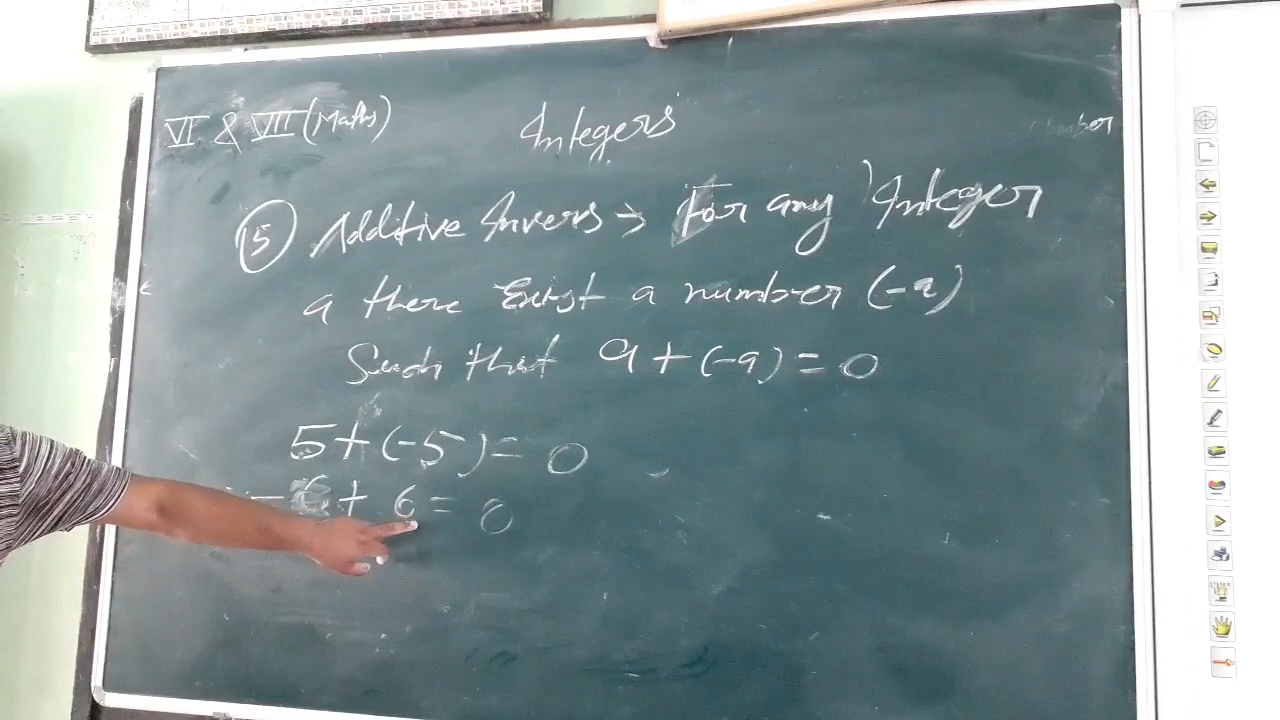 VI & VII (Maths)
Integers
(5) Additive Invers → For any Integer
a there Exist a number (-a)
Such that a + (-a) = 0
5 + (-5) = 0
- 6 + 6 = 0